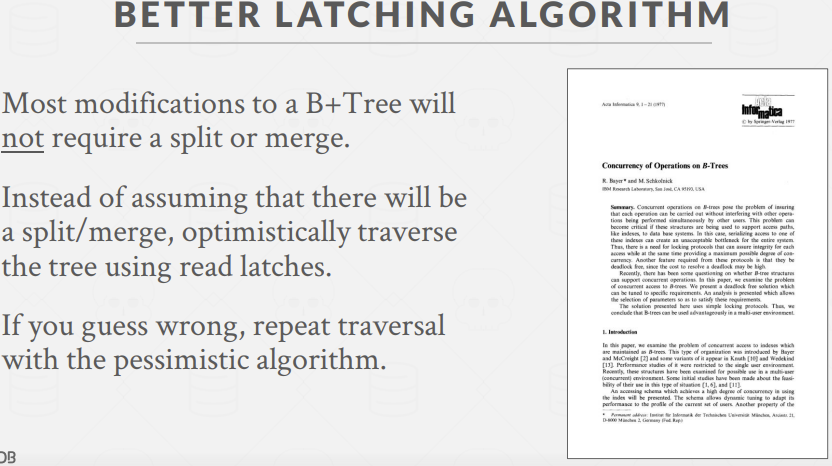 BETTER LATCHING ALGORITHM
Most modifications to a B+Tree will
not require a split or merge.
Instead of assuming that there will be
a split/merge, optimistically traverse
the tree using read latches.
If you guess wrong, repeat traversal
with the pessimistic algorithm.
DB
Acta Informatica 9, 1–21 (1977)
acta
Informatica
© by Springer-Verlag 1977
Concurrency of Operations on B-Trees
R. Bayer* and M. Schkolnick
IBM Research Laboratory, San José, CA 95193, USA
Summary. Concurrent operations on B-trees pose the problem of insuring
that each operation can be carried out without interfering with other opera-
tions being performed simultaneously by other users. This problem can
become critical if these structures are being used to support access paths,
like indexes, to data base systems. In this case, serializing access to one of
these indexes can create an unacceptable bottleneck for the entire system.
Thus, there is a need for locking protocols that can assure integrity for each
access while at the same time providing a maximum possible degree of con-
currency. Another feature required from these protocols is that they be
deadlock free, since the cost to resolve a deadlock may be high.
Recently, there has been some questioning on whether B-tree structures
can support concurrent operations. In this paper, we examine the problem
of concurrent access to B-trees. We present a deadlock free solution which
can be tuned to specific requirements. An analysis is presented which allows
the selection of parameters so as to satisfy these requirements.
The solution presented here uses simple locking protocols. Thus, we
conclude that B-trees can be used advantageously in a multi-user environment.
1. Introduction
In this paper, we examine the problem of concurrent access to indexes which
are maintained as B-trees. This type of organization was introduced by Bayer
and McCreight [2] and some variants of it appear in Knuth [10] and Wedekind
[13]. Performance studies of it were restricted to the single user environment.
Recently, these structures have been examined for possible use in a multi-user
(concurrent) environment. Some initial studies have been made about the feasi-
bility of their use in this type of situation [1, 6], and [11].
An accessing schema which achieves a high degree of concurrency in using
the index will be presented. The schema allows dynamic tuning to adapt its
performance to the profile of the current set of users. Another property of the
* Permanent address: Institut für Informatik der Technischen Universität München, Arcisstr. 21,
D-8000 München 2, Germany (Fed. Rep.)